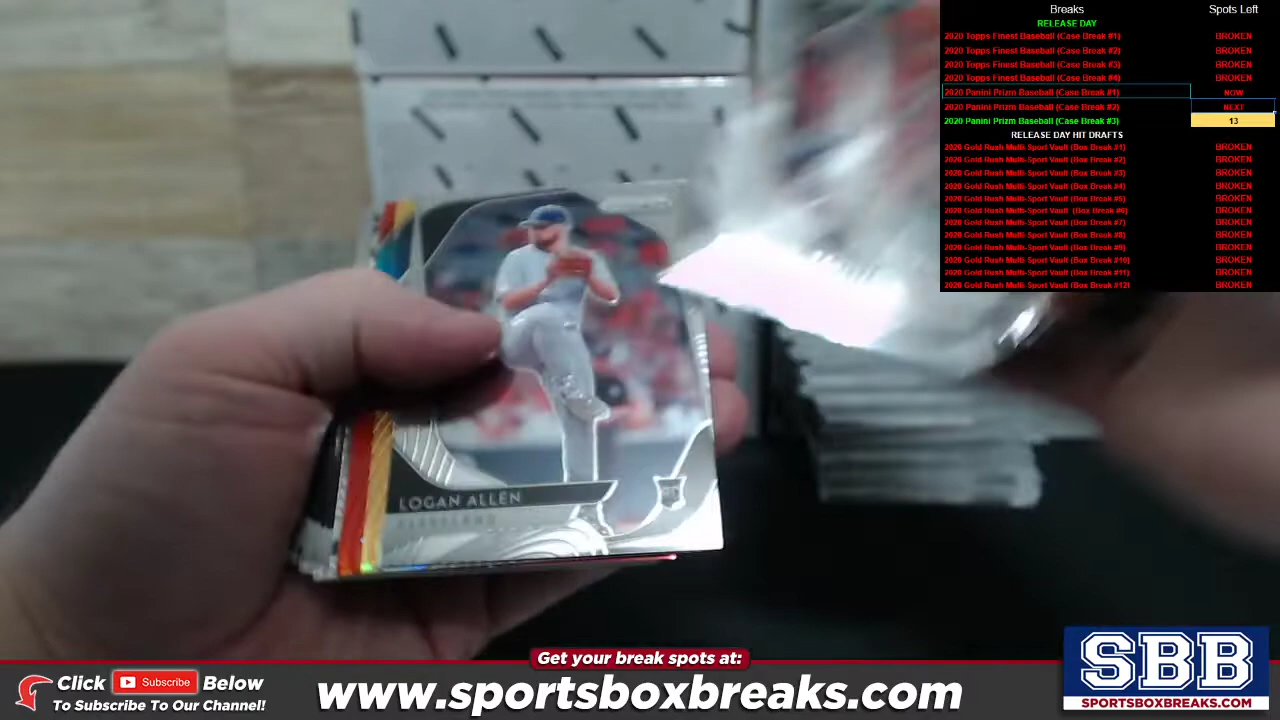 Breaks Spots Left
RELEASE DAY
2020 Topps Finest Baseball (Case Break #1) BROKEN
2020 Topps Finest Baseball (Case Break #2) BROKEN
2020 Topps Finest Baseball (Case Break #3) BROKEN
2020 Topps Finest Baseball (Case Break #4) BROKEN
2020 Panini Prizm Baseball (Case Break #1) NOW
2020 Panini Prizm Baseball (Case Break #2) NEXT
2020 Panini Prizm Baseball (Case Break #3) 13
RELEASE DAY HIT DRAFTS
2020 Gold Rush Multi-Sport Vault (Box Break #1) BROKEN
2020 Gold Rush Multi-Sport Vault (Box Break #2) BROKEN
2020 Gold Rush Multi-Sport Vault (Box Break #3) BROKEN
2020 Gold Rush Multi-Sport Vault (Box Break #4) BROKEN
2020 Gold Rush Multi-Sport Vault (Box Break #5) BROKEN
2020 Gold Rush Multi-Sport Vault (Box Break #6) BROKEN
2020 Gold Rush Multi-Sport Vault (Box Break #7) BROKEN
2020 Gold Rush Multi-Sport Vault (Box Break #8) BROKEN
2020 Gold Rush Multi-Sport Vault (Box Break #9) BROKEN
2020 Gold Rush Multi-Sport Vault (Box Break #10) BROKEN
2020 Gold Rush Multi-Sport Vault (Box Break #11) BROKEN
2020 Gold Rush Multi-Sport Vault (Box Break #12) BROKEN
LOGAN ALLEN
CLEVELAND
RC
Get your break spots at:
Click Subscribe Below
To Subscribe To Our Channel!
www.sportsboxbreaks.com
SBB
SPORTSBOXBREAKS.COM